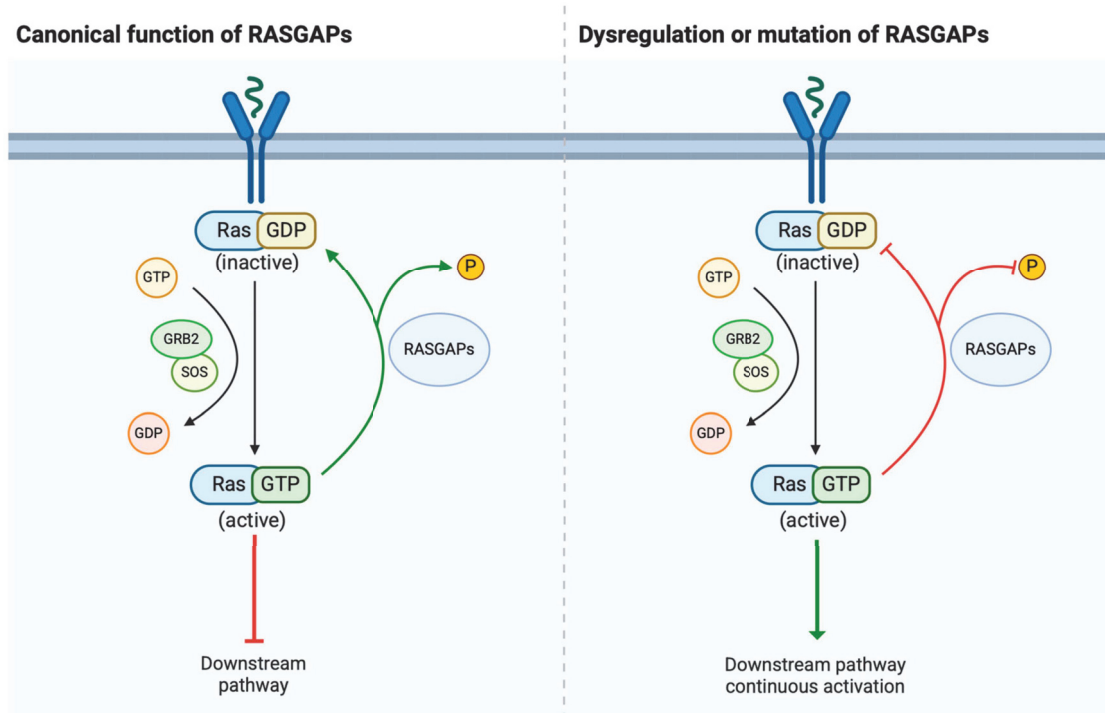 Canonical function of RASGAPs
Ras GDP
(inactive)
GTP
P
GRB2
SOS
RASGAPs
GDP
Ras GTP
(active)
Downstream
pathway
Dysregulation or mutation of RASGAPs
Ras GDP
(inactive)
GTP
P
GRB2
SOS
RASGAPs
GDP
Ras GTP
(active)
Downstream pathway
continuous activation